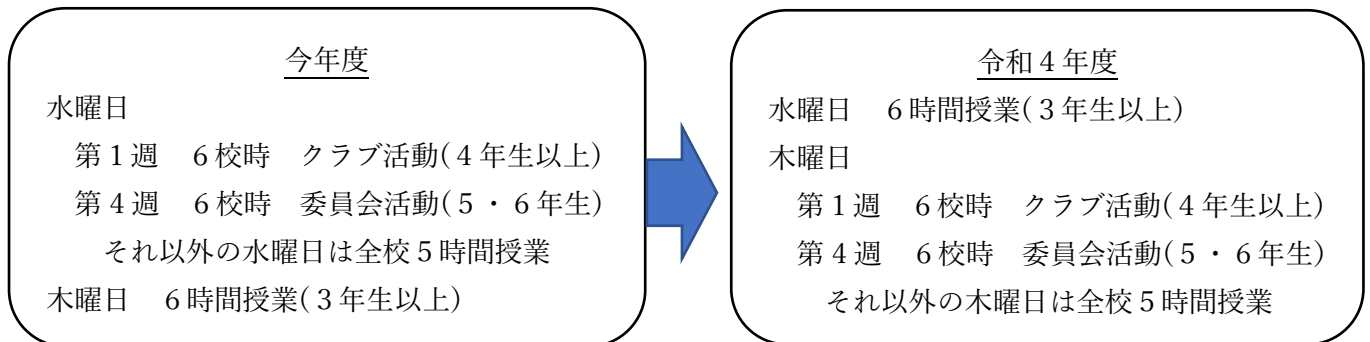 今年度
水曜日
第1週 6校時 クラブ活動(4年生以上)
第4週 6校時 委員会活動(5・6年生)
それ以外の水曜日は全校5時間授業
木曜日 6時間授業(3年生以上)
令和4年度
水曜日 6時間授業(3年生以上)
木曜日
第1週 6校時 クラブ活動(4年生以上)
第4週 6校時 委員会活動(5・6年生)
それ以外の木曜日は全校5時間授業